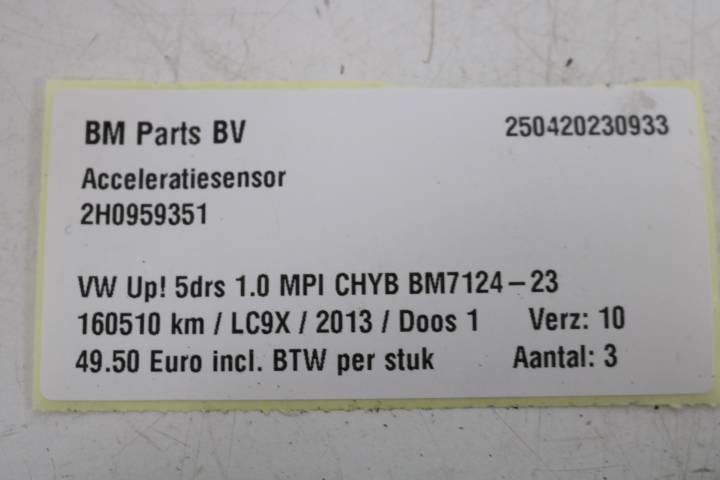 BM Parts BV 250420230933
Acceleratiesensor
2H0959351
VW Up! 5drs 1.0 MPI CHYB BM7124-23
160510 km / LC9X / 2013 / Doos 1 Verz: 10
49.50 Euro incl. BTW per stuk Aantal: 3